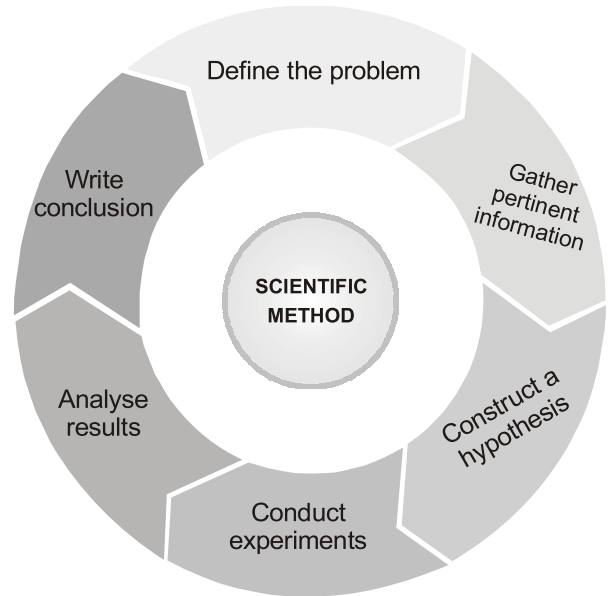 Define the problem
Gather
pertinent
information
Construct a
hypothesis
Conduct
experiments
Analyse
results
Write
conclusion
SCIENTIFIC
METHOD